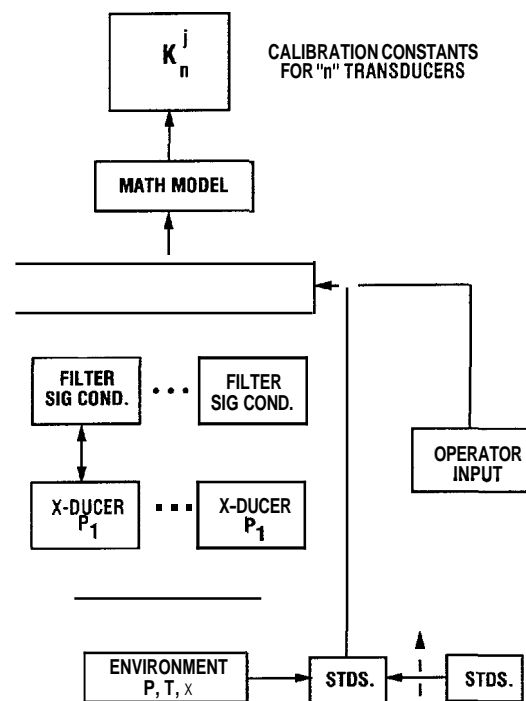 K j n
CALIBRATION CONSTANTS
FOR "n" TRANSDUCERS
MATH MODEL
FILTER
SIG COND.
• • •
FILTER
SIG COND.
OPERATOR
INPUT
X-DUCER
P1
X-DUCER
P1
ENVIRONMENT
P, T, X
STDS.
STDS.